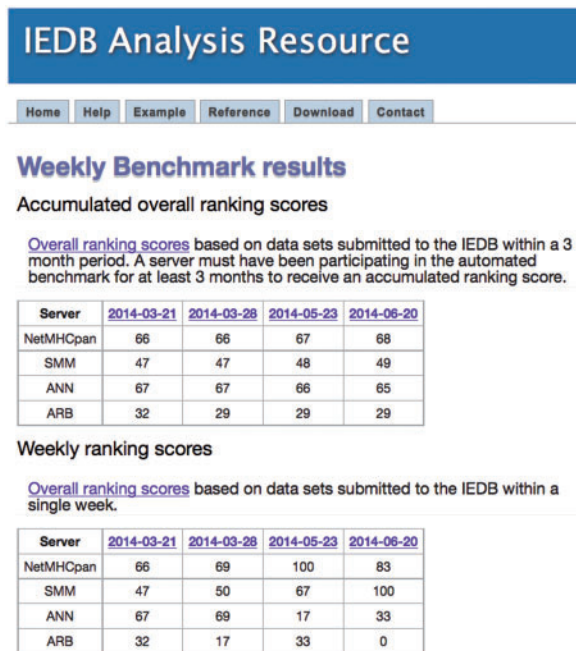 IEDB Analysis Resource
Home Help Example Reference Download Contact
Weekly Benchmark results
Accumulated overall ranking scores
Overall ranking scores based on data sets submitted to the IEDB within a 3
month period. A server must have been participating in the automated
benchmark for at least 3 months to receive an accumulated ranking score.
Server 2014-03-21 2014-03-28 2014-05-23 2014-06-20
NetMHCpan 66 66 67 68
SMM 47 47 48 49
ANN 67 67 66 65
ARB 32 29 29 29
Weekly ranking scores
Overall ranking scores based on data sets submitted to the IEDB within a
single week.
Server 2014-03-21 2014-03-28 2014-05-23 2014-06-20
NetMHCpan 66 69 100 83
SMM 47 50 67 100
ANN 67 69 17 33
ARB 32 17 33 0